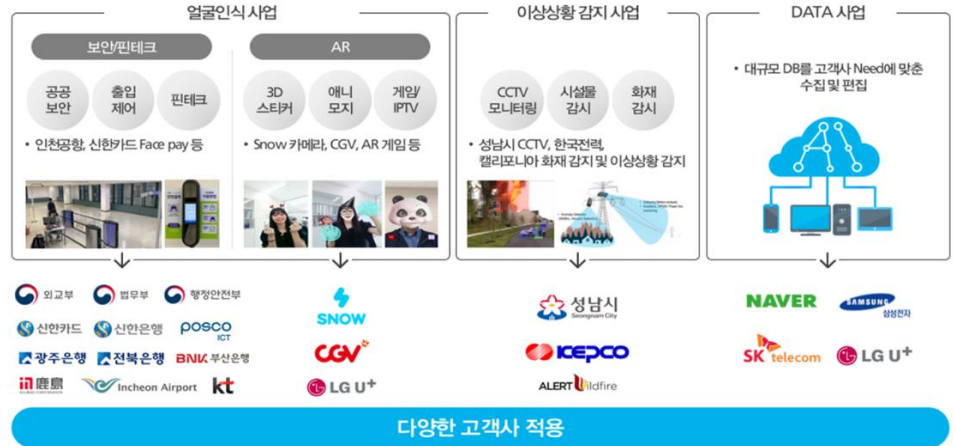 얼굴인식 사업
보안/핀테크
공공
보안
출입
제어
핀테크
• 인천공항, 신한카드 Face pay 등
AR
3D
스티커
애니
모지
게임/
IPTV
• Snow 카메라, CGV, AR 게임 등
이상상황 감지 사업
CCTV
모니터링
시설물
감시
화재
감시
• 성남시 CCTV, 한국전력,
캘리포니아 화재 감지 및 이상상황 감지
DATA 사업
• 대규모 DB를 고객사 Need에 맞춘
수집 및 편집
외교부
법무부
행정안전부
신한카드
신한은행
posco
ICT
광주은행
전북은행
BNK 부산은행
鹿島
Incheon Airport
kt
SNOW
CGV
LG U+
성남시
Seongnam City
KEPCO
ALERT Wildfire
NAVER
SAMSUNG
삼성전자
SK telecom
LG U+
다양한 고객사 적용